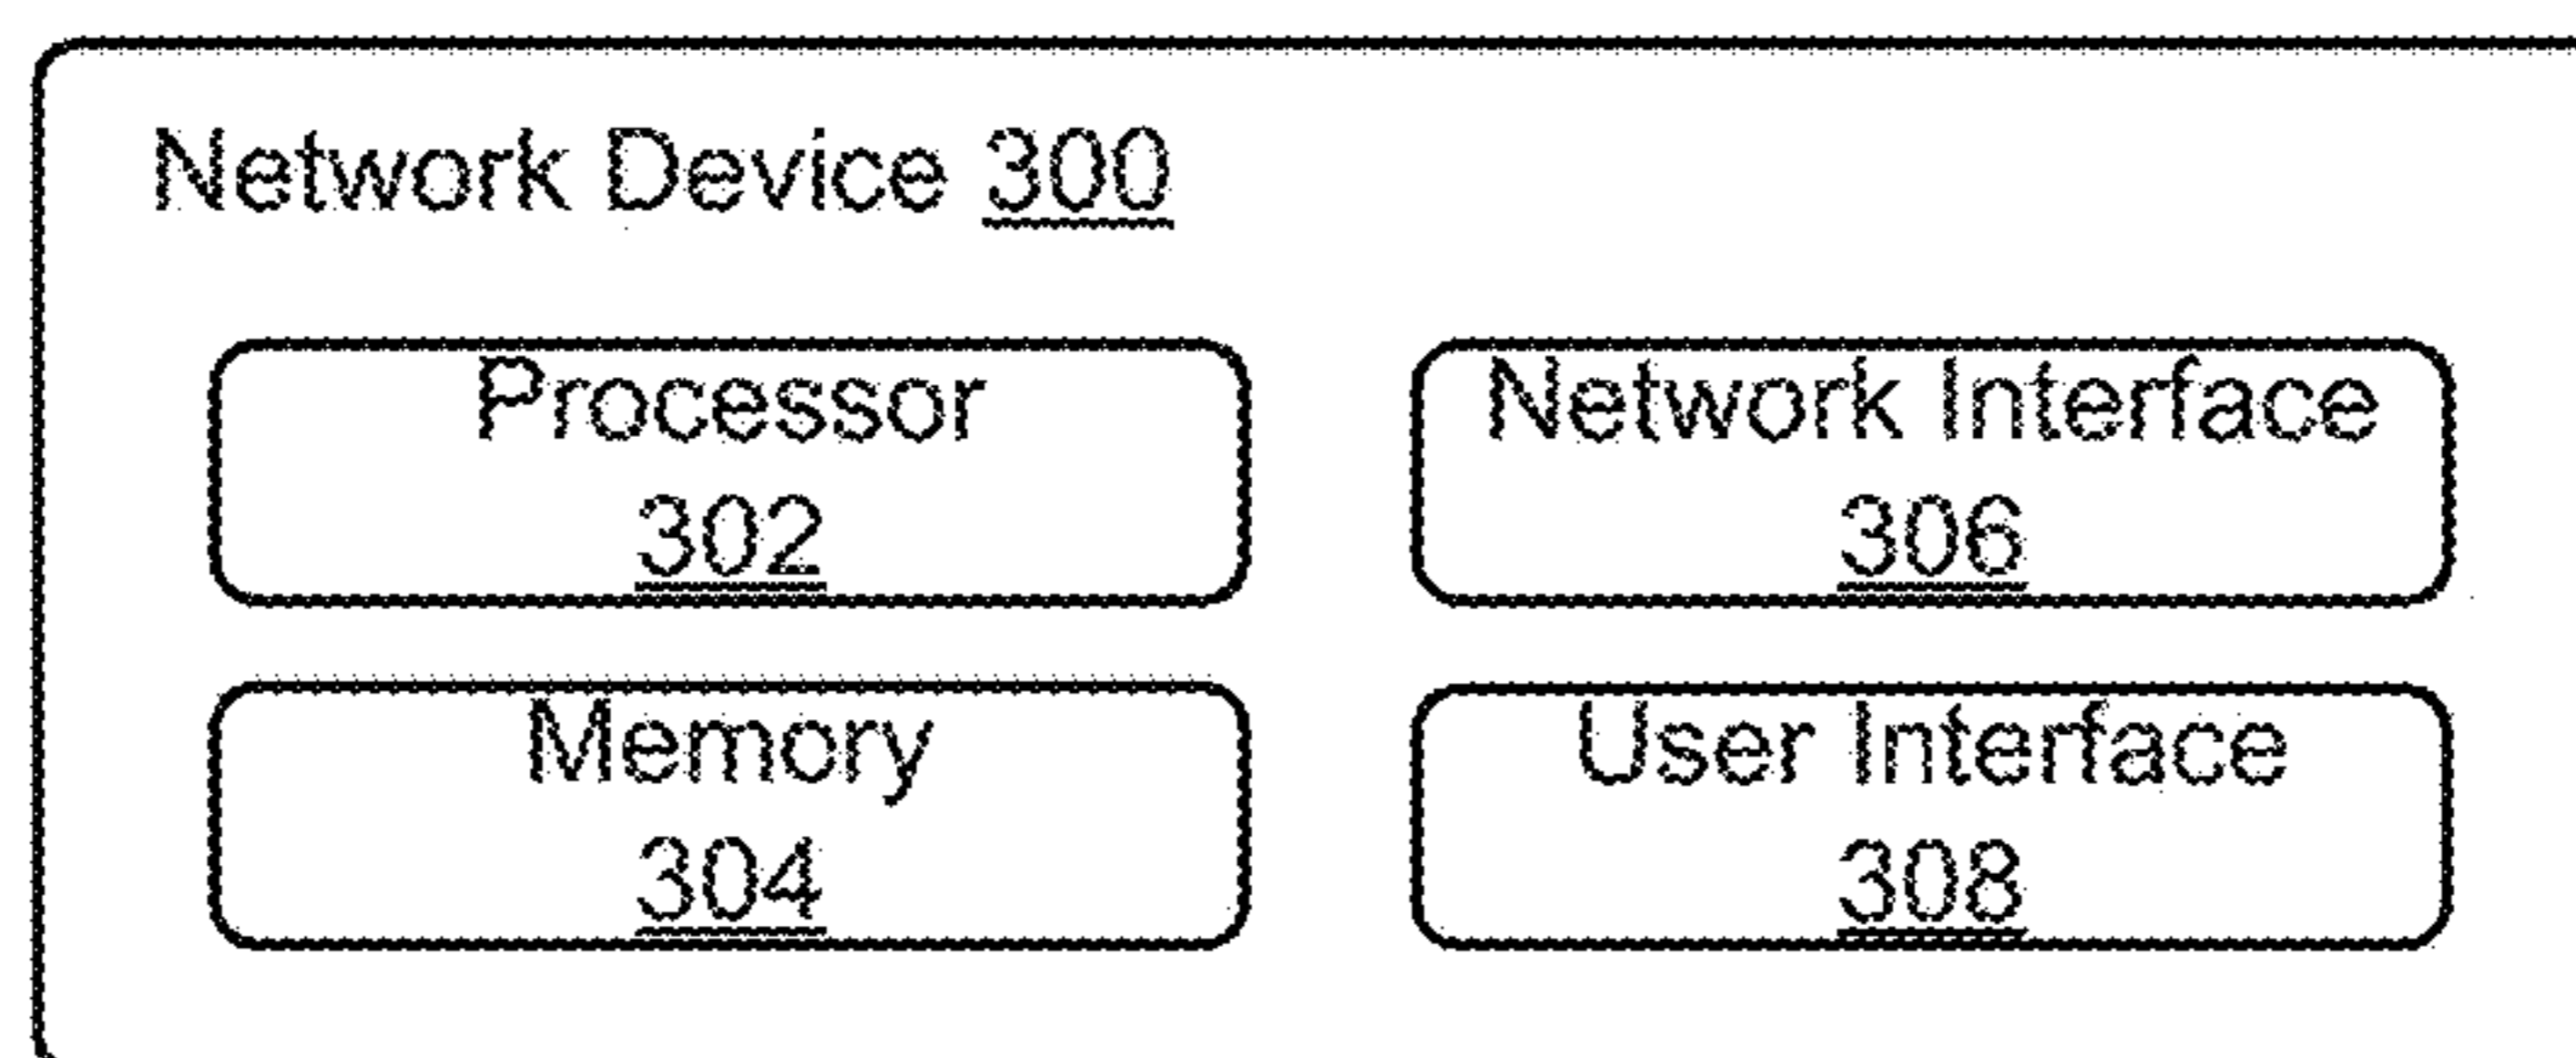 Network Device 300
Processor
302
Network Interface
306
Memory
304
User Interface
308